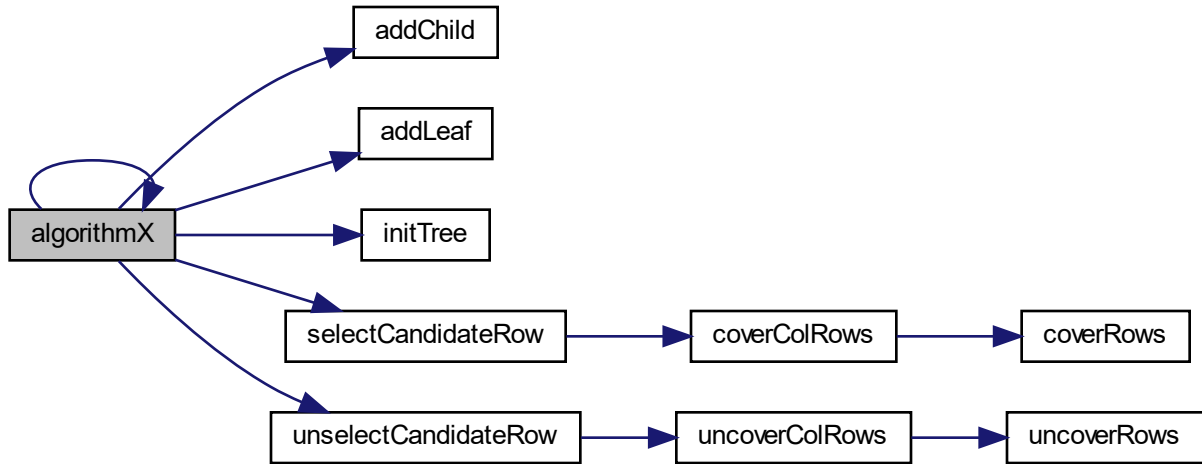 addChild
addLeaf
algorithmX
initTree
selectCandidateRow
coverColRows
coverRows
unselectCandidateRow
uncoverColRows
uncoverRows